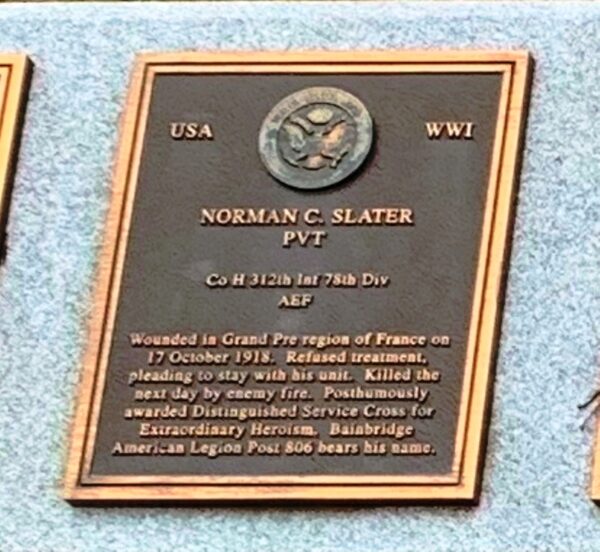 USA
WWI
NORMAN C. SLATER
PVT
Co H 312th Inf 78th Div
AEF
Wounded in Grand Pre region of France on
17 October 1918. Refused treatment,
pleading to stay with his unit. Killed the
next day by enemy fire. Posthumously
awarded Distinguished Service Cross for
Extraordinary Heroism. Bainbridge
American Legion Post 806 bears his name.